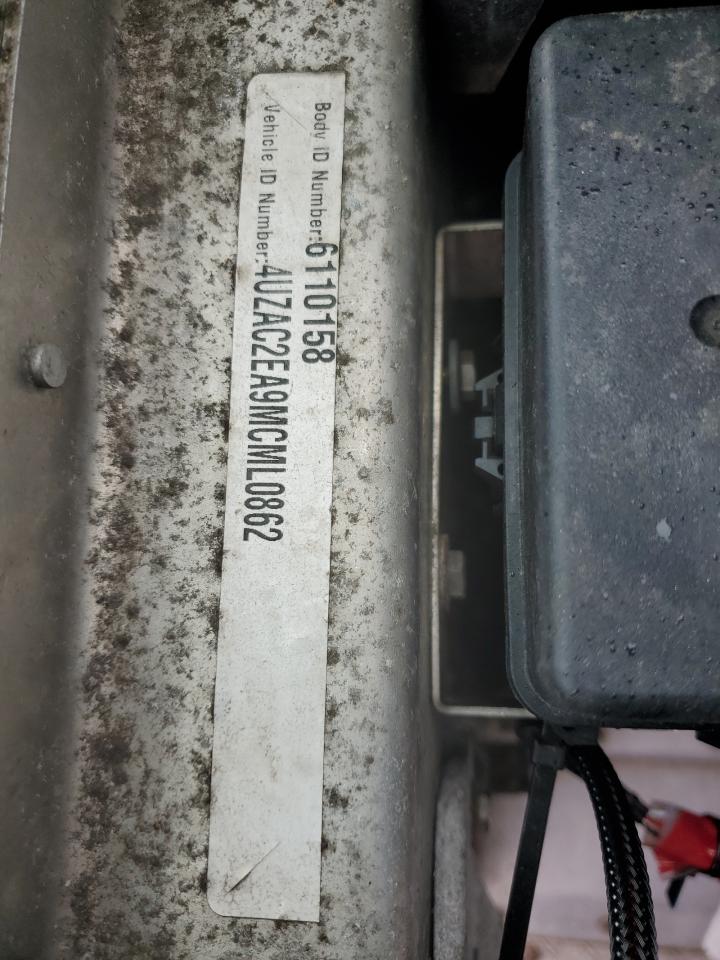 Body ID Number:6110158
Vehicle ID Number:4UZAC2EA9MCML0862